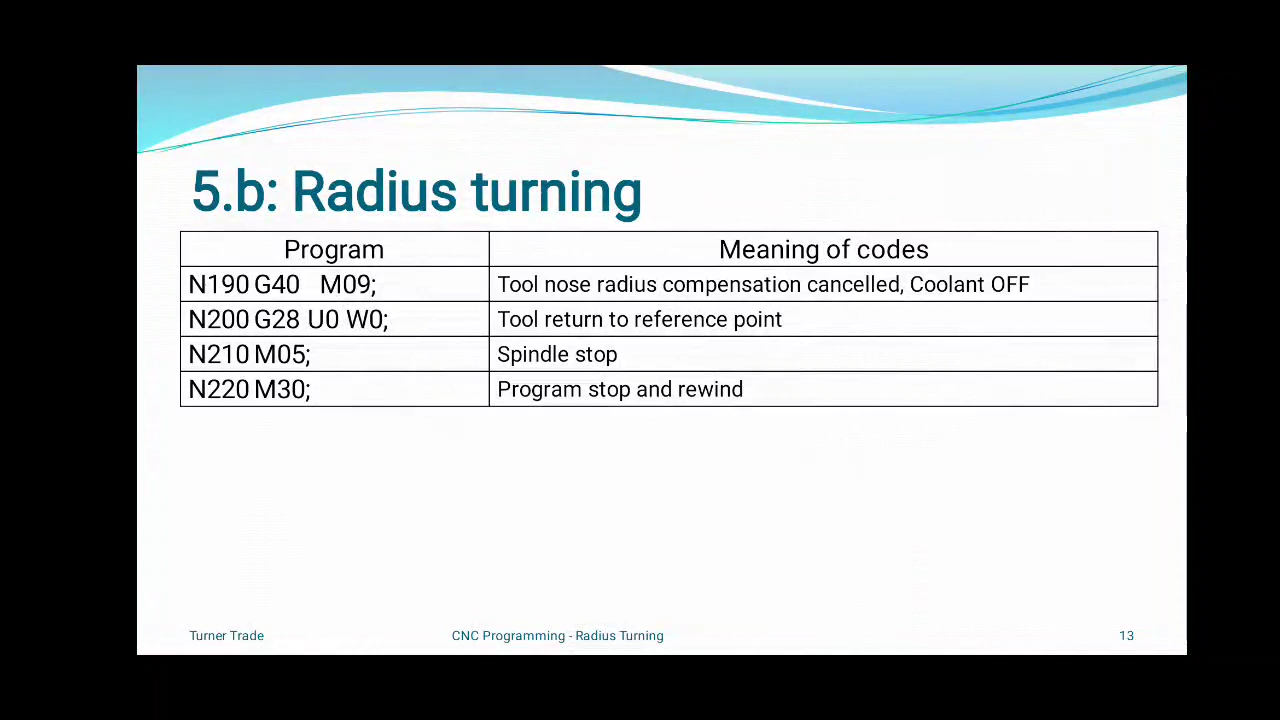 5.b: Radius turning
Program Meaning of codes
N190 G40 M09; Tool nose radius compensation cancelled, Coolant OFF
N200 G28 U0 W0; Tool return to reference point
N210 M05; Spindle stop
N220 M30; Program stop and rewind
Turner Trade CNC Programming - Radius Turning 13